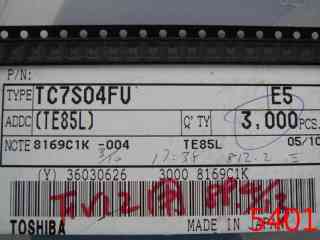 P/N:
TYPE TC7S04FU E5
ADDC (TE85L) Q'TY 3,000 PCS.
NOTE 8169C1K -004 TE85L 05/10
(Y) 36030626 3000 8169C1K
TOSHIBA MADE IN
5401